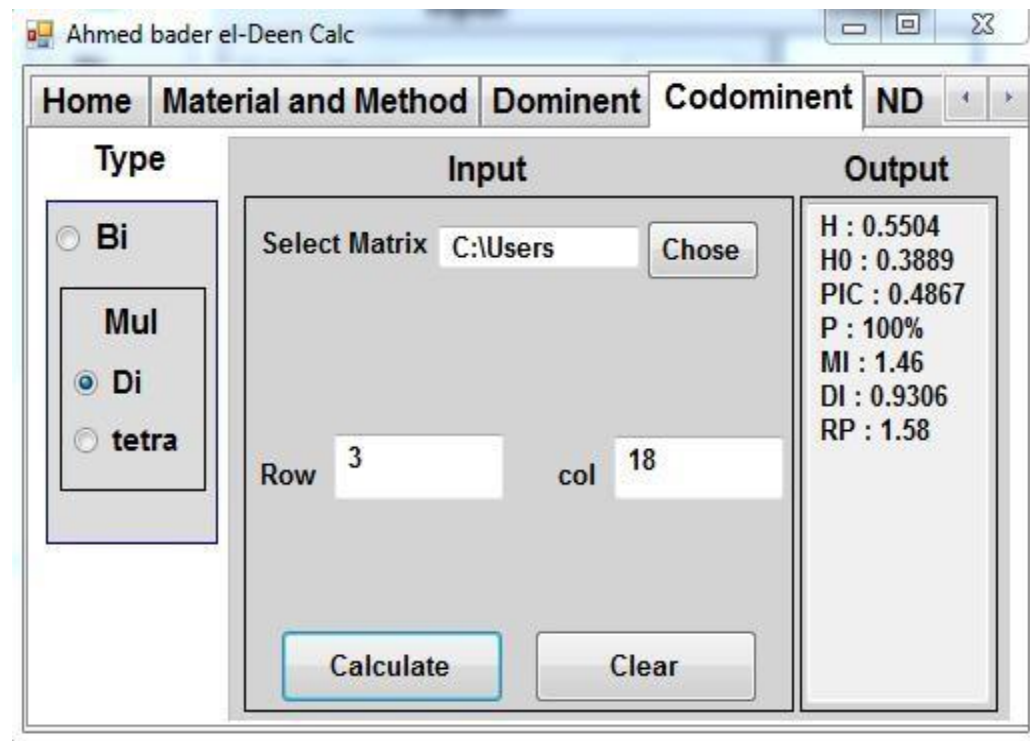 Ahmed bader el-Deen Calc
Home Material and Method Dominent Codominent ND
Type
Bi
Mul
Di
tetra
Input
Select Matrix C:\Users Chose
Row 3 col 18
Calculate Clear
Output
H : 0.5504
H0 : 0.3889
PIC : 0.4867
P : 100%
MI : 1.46
DI : 0.9306
RP : 1.58